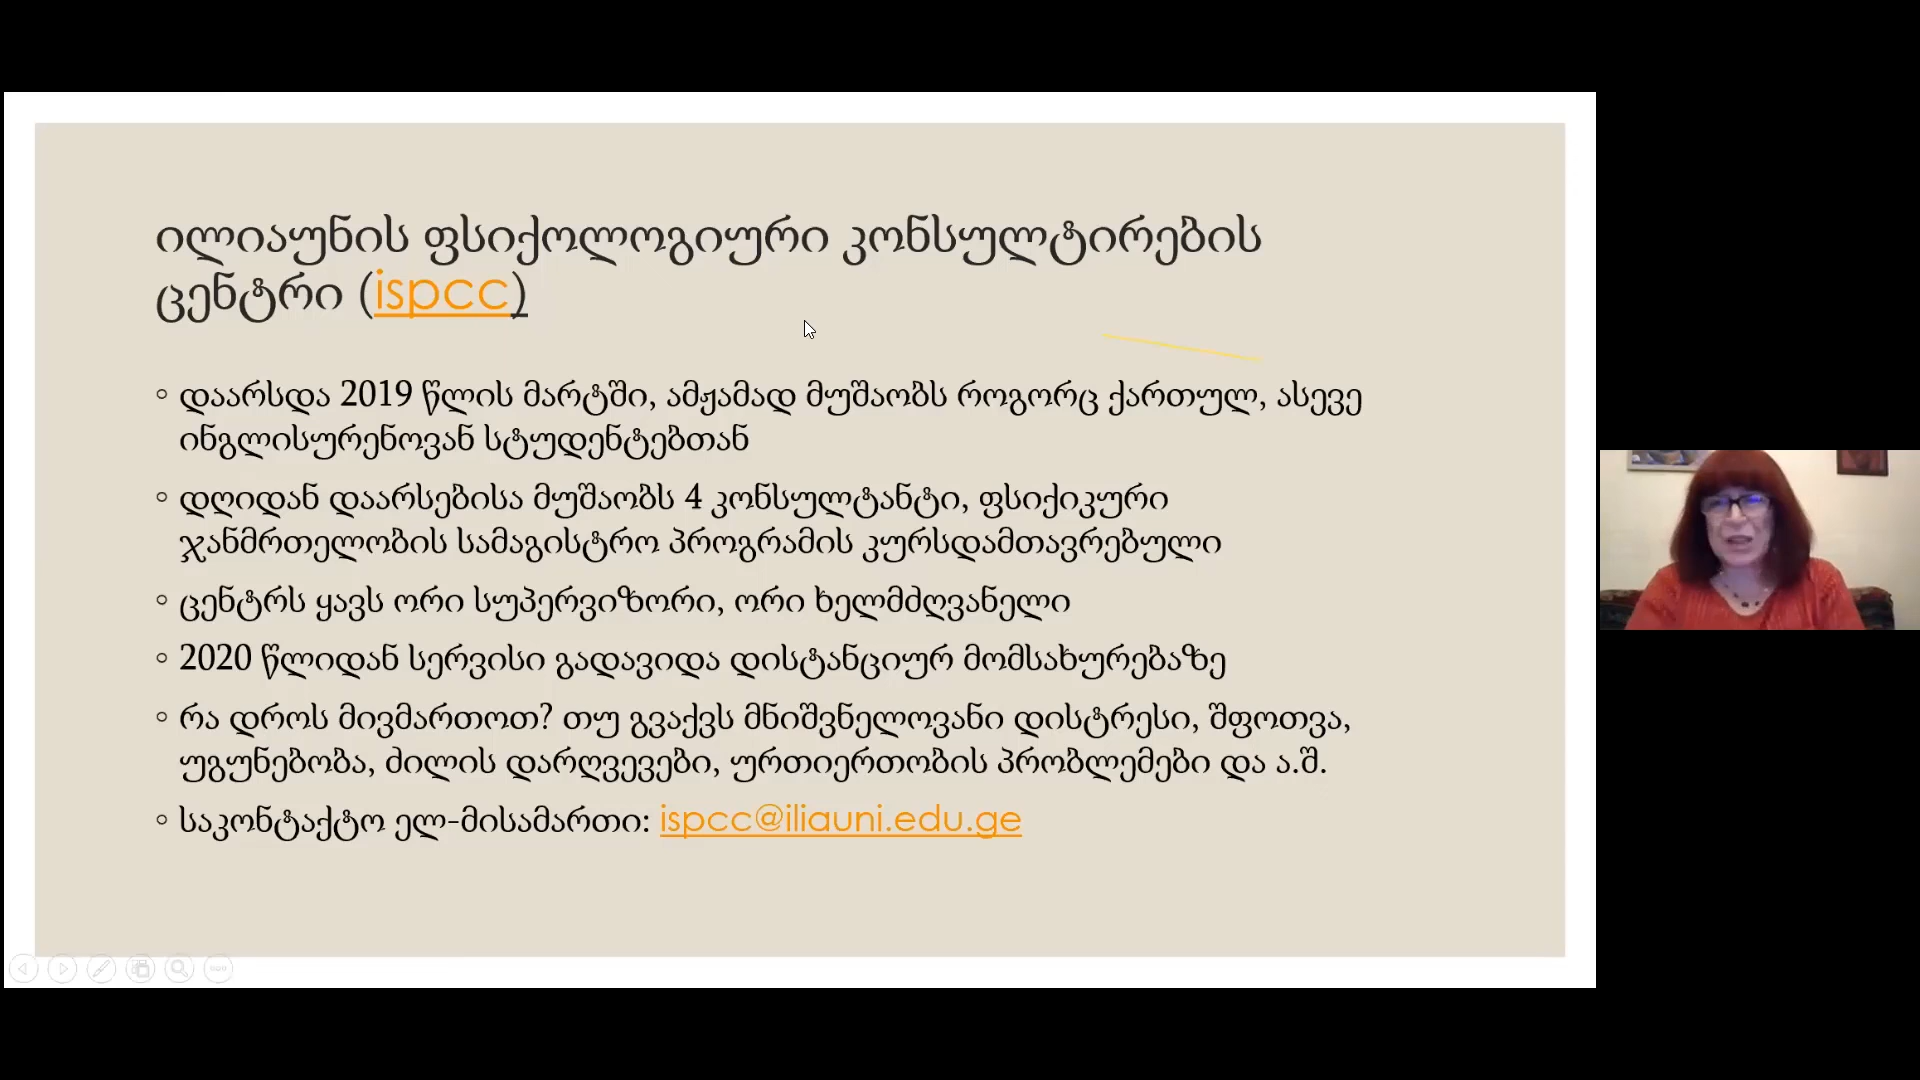 ილიაუნის ფსიქოლოგიური კონსულტირების
ცენტრი (ispcc)
◦ დაარსდა 2019 წლის მარტში, ამჟამად მუშაობს როგორც ქართულ, ასევე
ინგლისურენოვან სტუდენტებთან
◦ დღიდან დაარსებისა მუშაობს 4 კონსულტანტი, ფსიქიკური
ჯანმრთელობის სამაგისტრო პროგრამის კურსდამთავრებული
◦ ცენტრს ყავს ორი სუპერვიზორი, ორი ხელმძღვანელი
◦ 2020 წლიდან სერვისი გადავიდა დისტანციურ მომსახურებაზე
◦ რა დროს მივმართოთ? თუ გვაქვს მნიშვნელოვანი დისტრესი, შფოთვა,
უგუნებობა, ძილის დარღვევები, ურთიერთობის პრობლემები და ა.შ.
◦ საკონტაქტო ელ-მისამართი: ispcc@iliauni.edu.ge